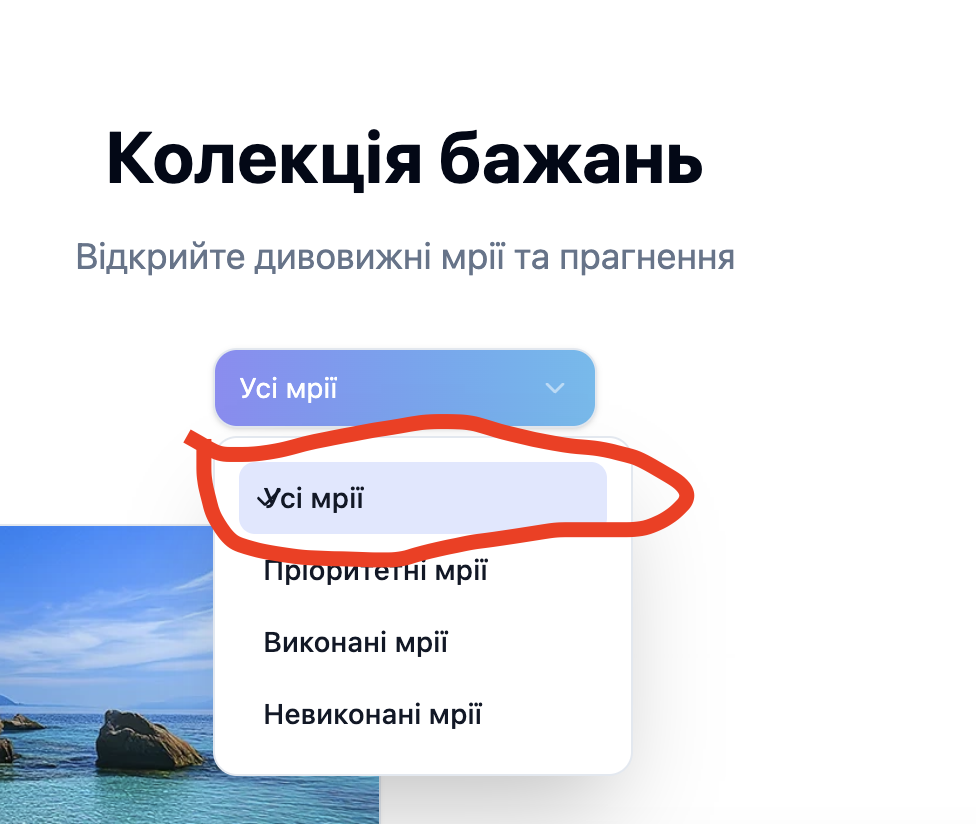 Колекція бажань
Відкрийте дивовижні мрії та прагнення
Усі мрії
Усі мрії
Пріоритетні мрії
Виконані мрії
Невиконані мрії